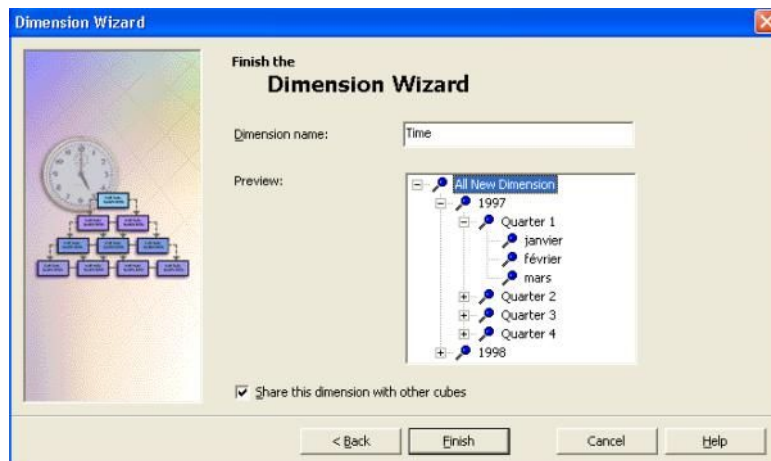 Dimension Wizard
Finish the
Dimension Wizard
Dimension name:
Time
Preview:
All New Dimension
1997
Quarter 1
janvier
février
mars
Quarter 2
Quarter 3
Quarter 4
1998
Share this dimension with other cubes
< Back
Finish
Cancel
Help